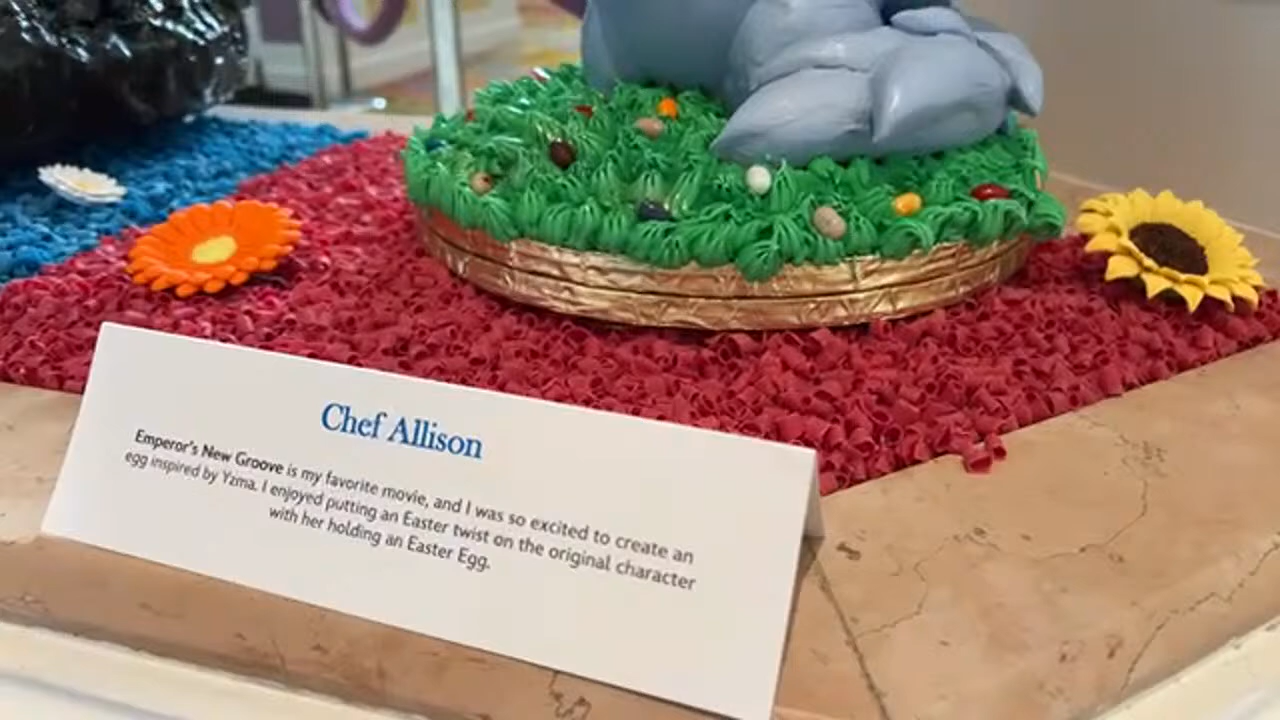 Chef Allison
Emperor's New Groove is my favorite movie, and I was so excited to create an
egg inspired by Yzma. I enjoyed putting an Easter twist on the original character
with her holding an Easter Egg.